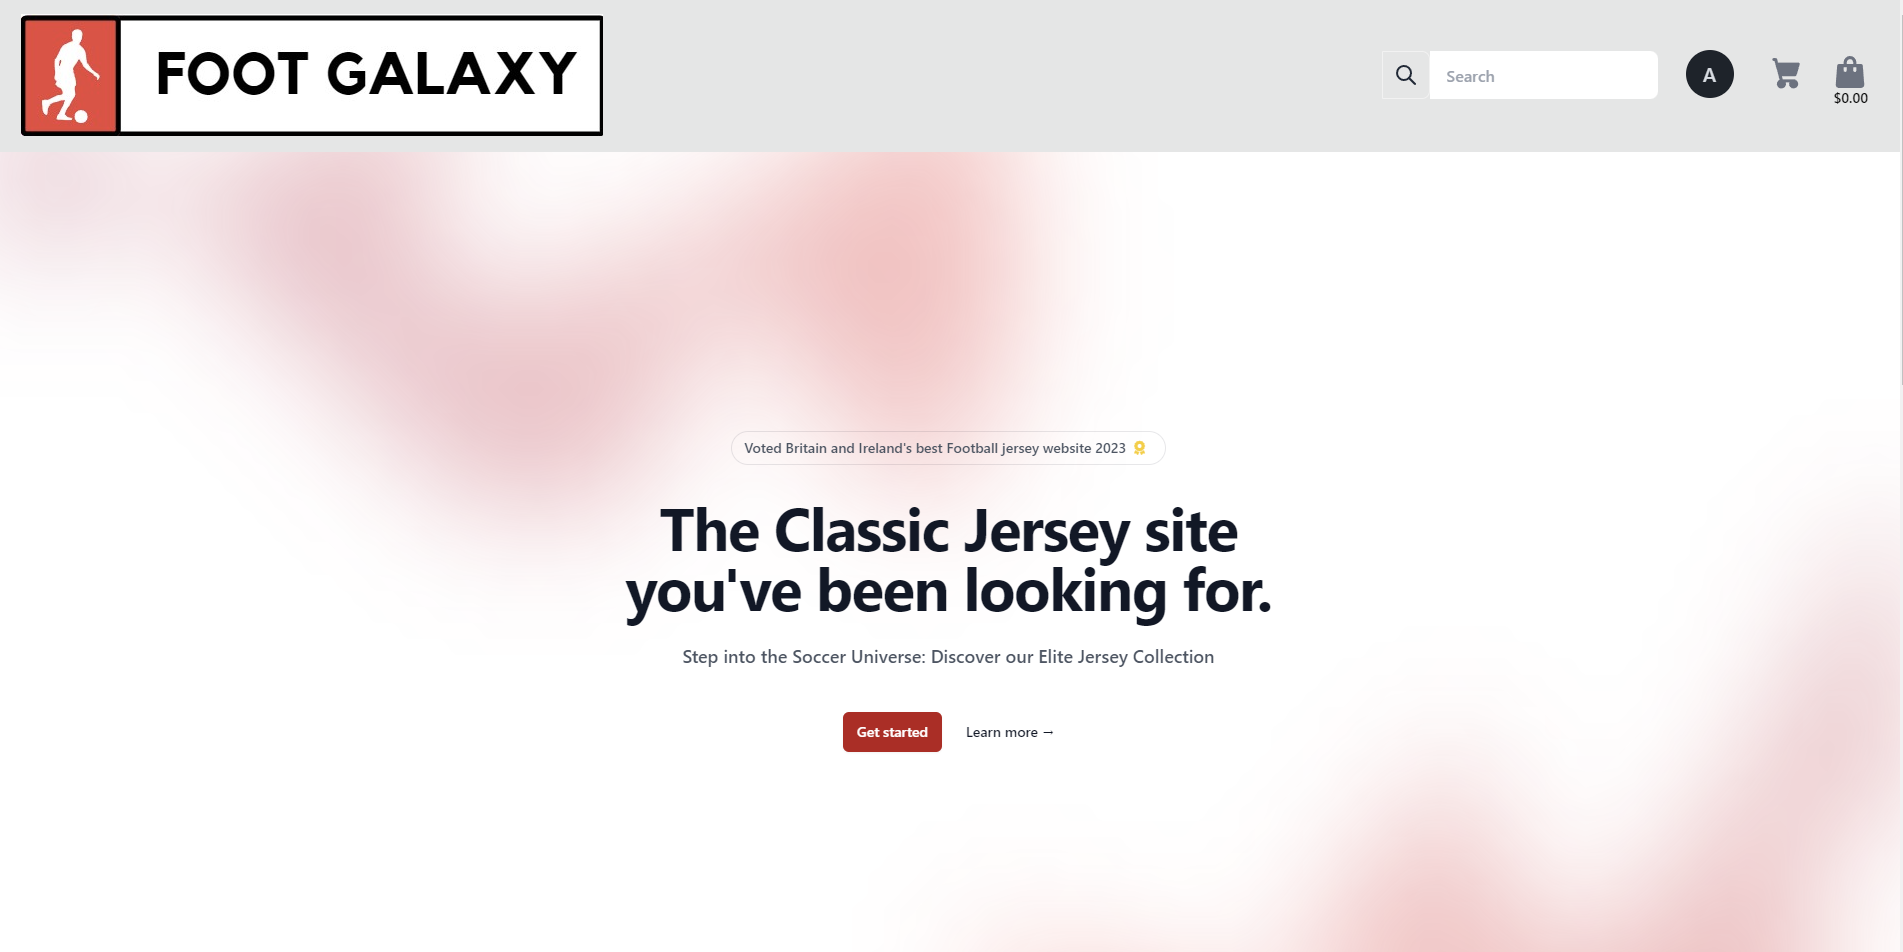 FOOT GALAXY
Search
A
$0.00
Voted Britain and Ireland's best Football jersey website 2023
The Classic Jersey site
you've been looking for.
Step into the Soccer Universe: Discover our Elite Jersey Collection
Get started
Learn more →